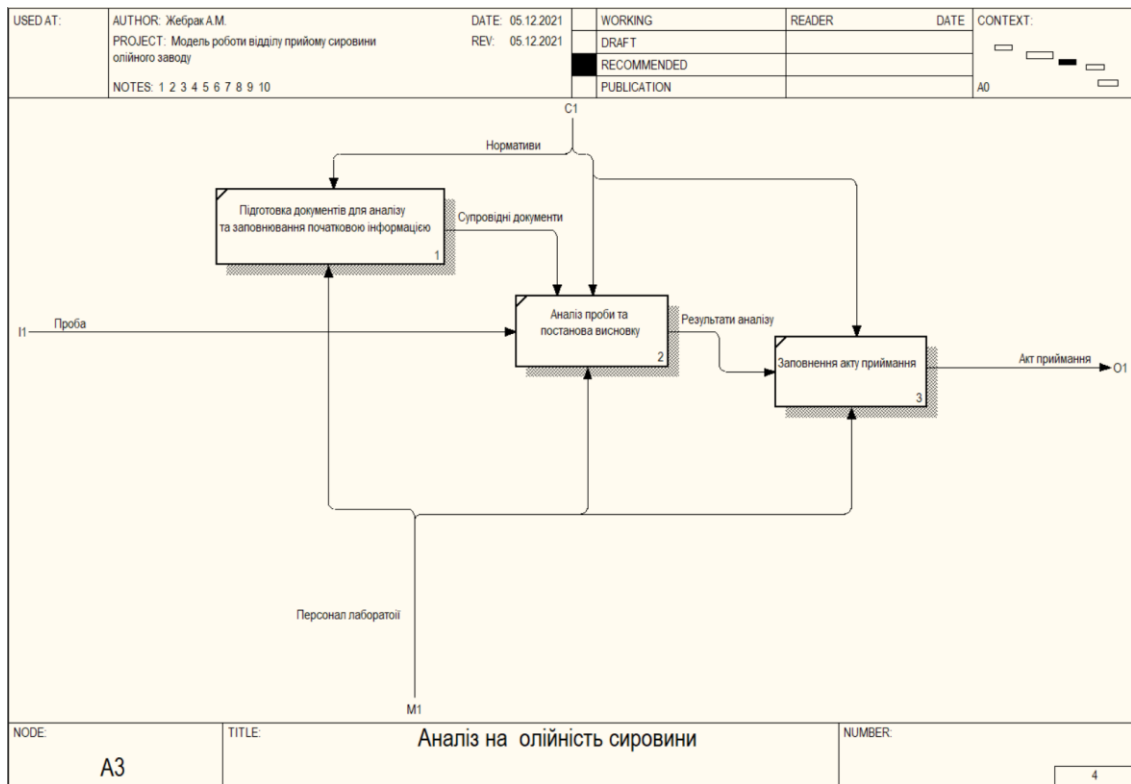 USED AT:
AUTHOR: Жебрак А.М.
DATE: 05.12.2021
PROJECT: Модель роботи відділу прийому сировини
олійного заводу
REV: 05.12.2021
NOTES: 1 2 3 4 5 6 7 8 9 10
WORKING
DRAFT
RECOMMENDED
PUBLICATION
READER
DATE
CONTEXT:
A0
C1
Нормативи
Підготовка документів для аналізу
та заповнювання початковою інформацією
1
Супровідні документи
I1
Проба
Аналіз проби та
постанова висновку
2
Результати аналізу
Заповнення акту приймання
3
Акт приймання
O1
Персонал лабораторії
M1
NODE:
A3
TITLE:
Аналіз на олійність сировини
NUMBER:
4